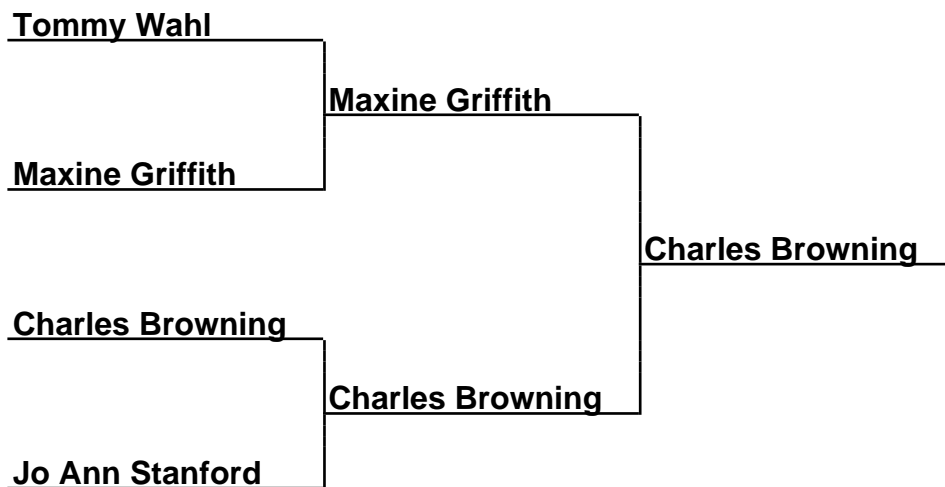 Tommy Wahl
Maxine Griffith
Maxine Griffith
Charles Browning
Charles Browning
Charles Browning
Jo Ann Stanford